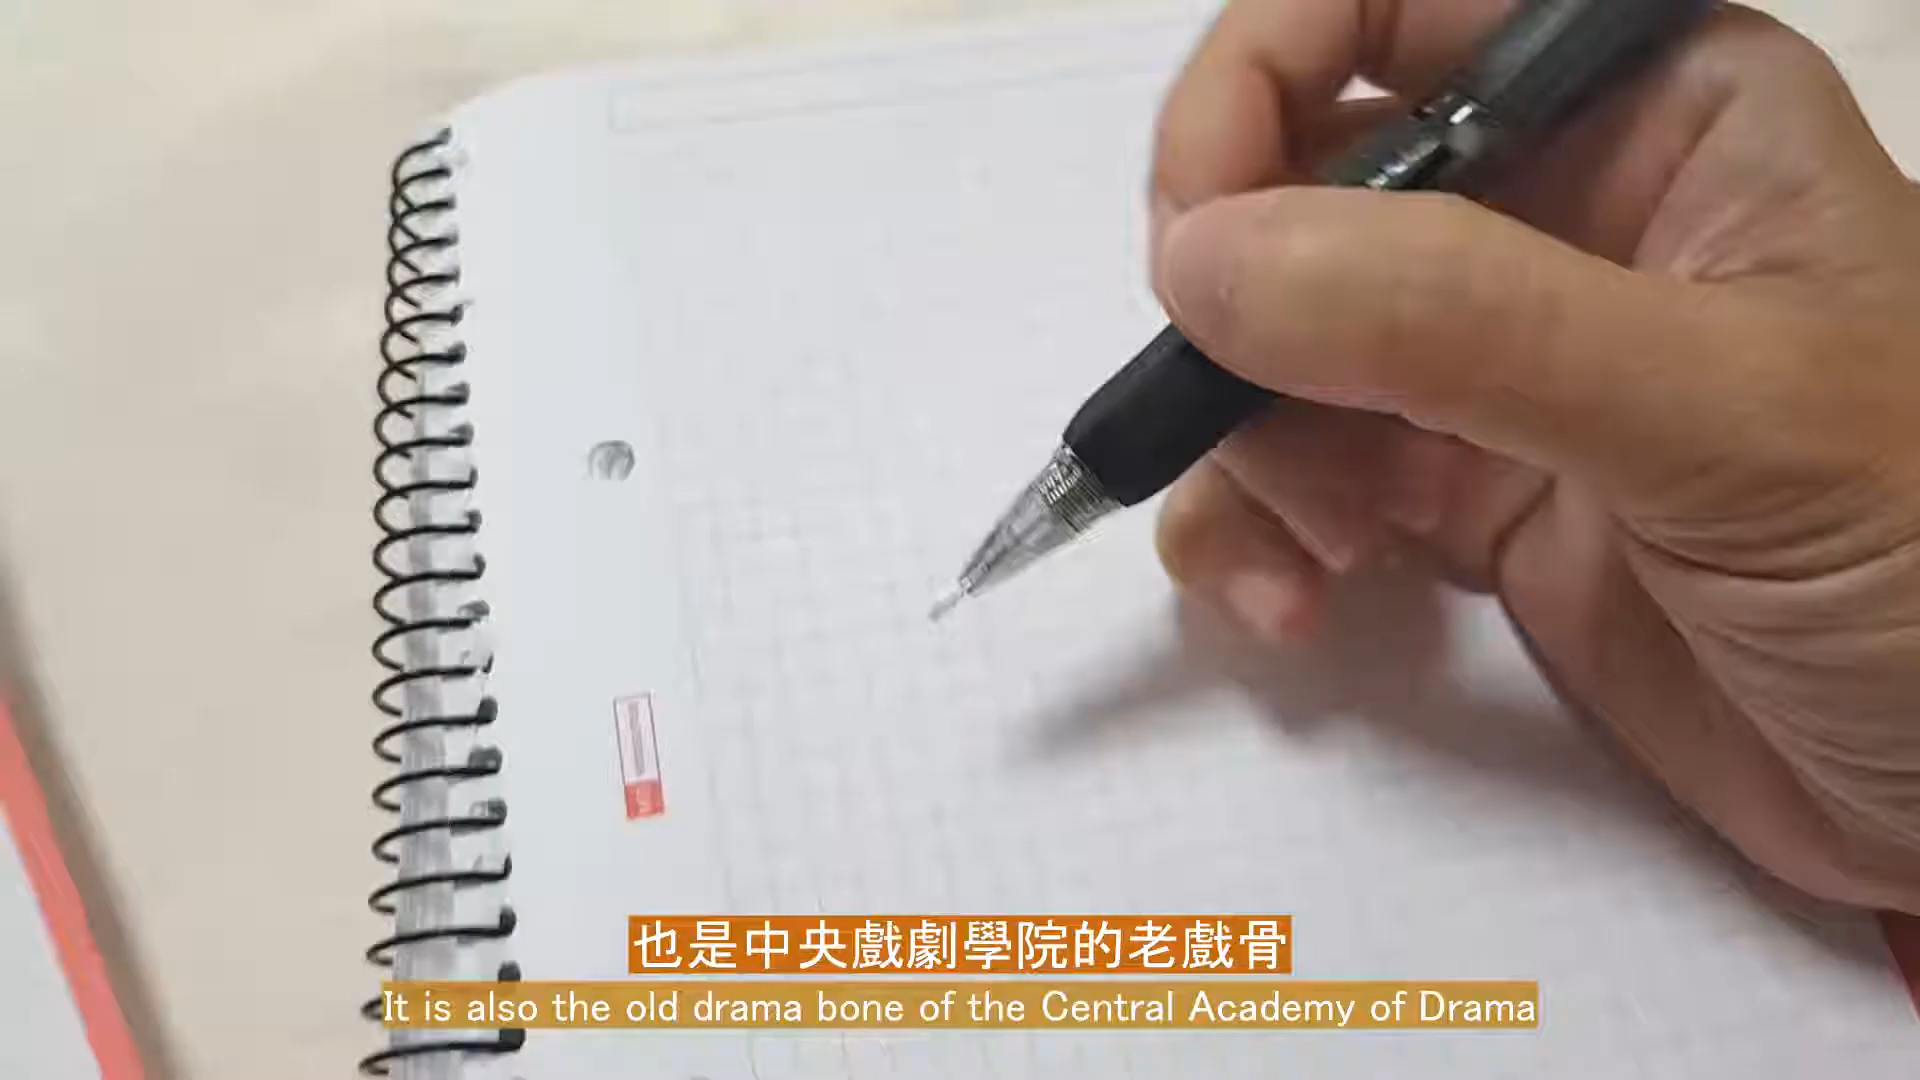 也是中央戲劇學院的老戲骨
It is also the old drama bone of the Central Academy of Drama